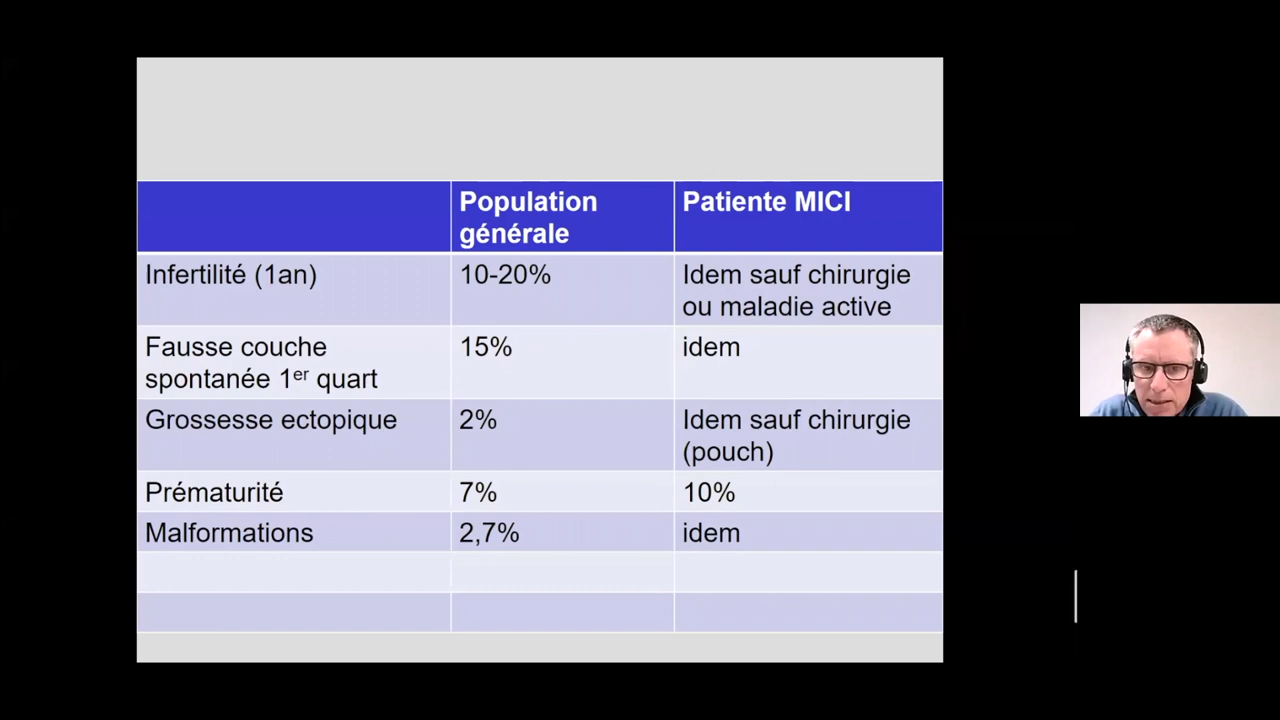 Population
générale
Patiente MICI
Infertilité (1an)
10-20%
Idem sauf chirurgie
ou maladie active
Fausse couche
spontanée 1er quart
15%
idem
Grossesse ectopique
2%
Idem sauf chirurgie
(pouch)
Prématurité
7%
10%
Malformations
2,7%
idem